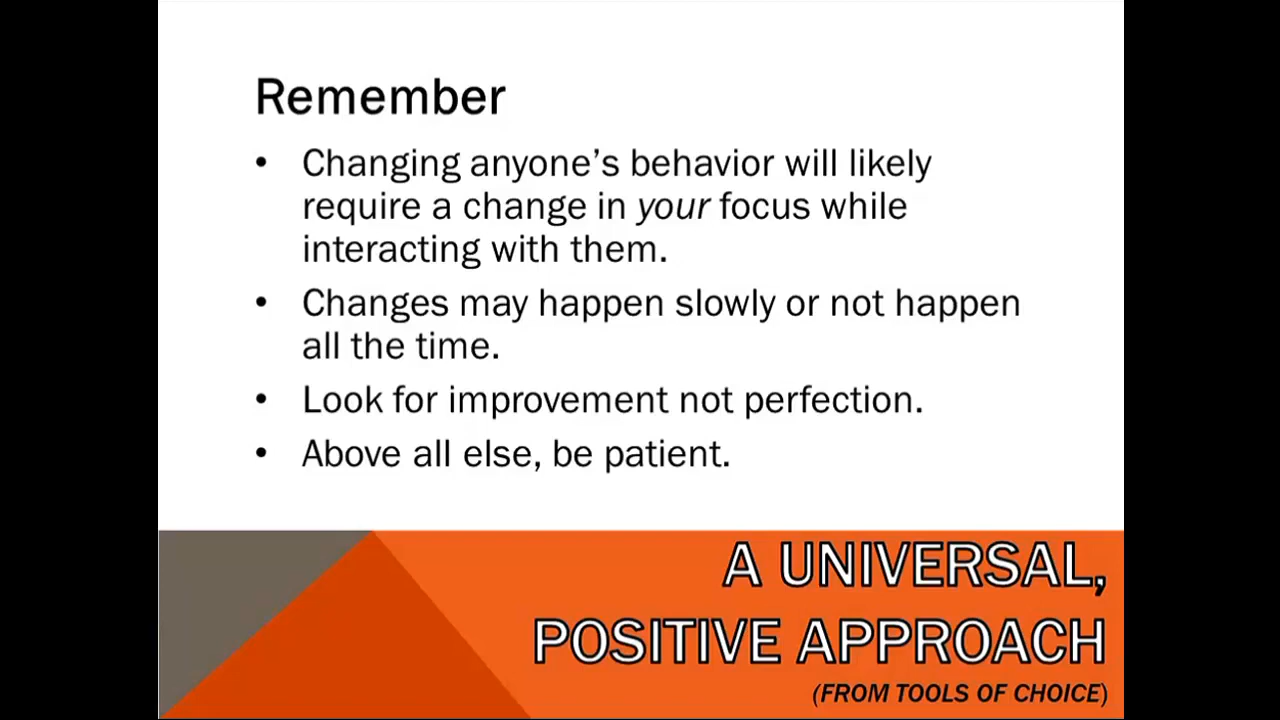 Remember
• Changing anyone’s behavior will likely
require a change in your focus while
interacting with them.
• Changes may happen slowly or not happen
all the time.
• Look for improvement not perfection.
• Above all else, be patient.
A UNIVERSAL,
POSITIVE APPROACH
(FROM TOOLS OF CHOICE)